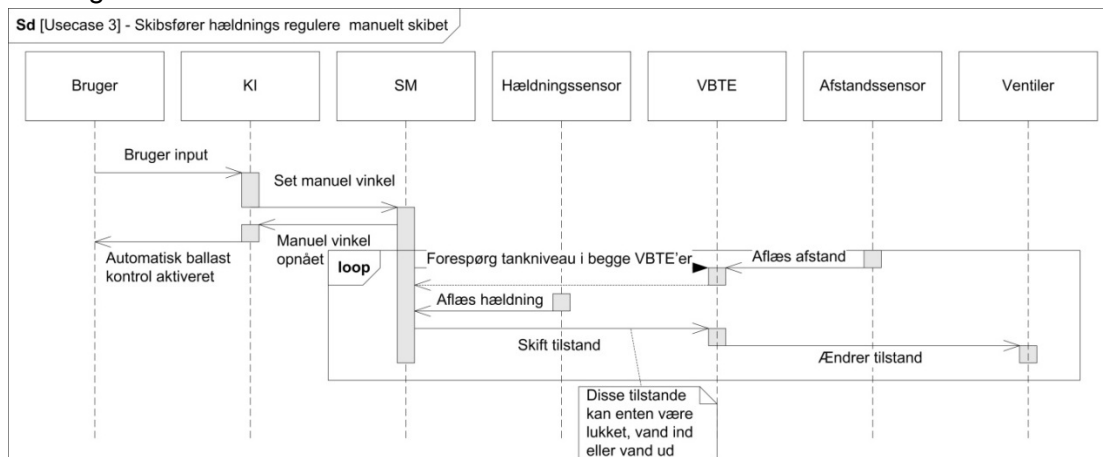 Sd [Usecase 3] - Skibsfører hældnings regulere manuelt skibet
Bruger
KI
SM
Hældningssensor
VBTE
Afstandssensor
Ventiler
Bruger input
Set manuel vinkel
Automatisk ballast
kontrol aktiveret
Manuel vinkel
opnået
loop
Forespørg tankniveau i begge VBTE'er
Aflæs afstand
Aflæs hældning
Skift tilstand
Ændrer tilstand
Disse tilstande
kan enten være
lukket, vand ind
eller vand ud